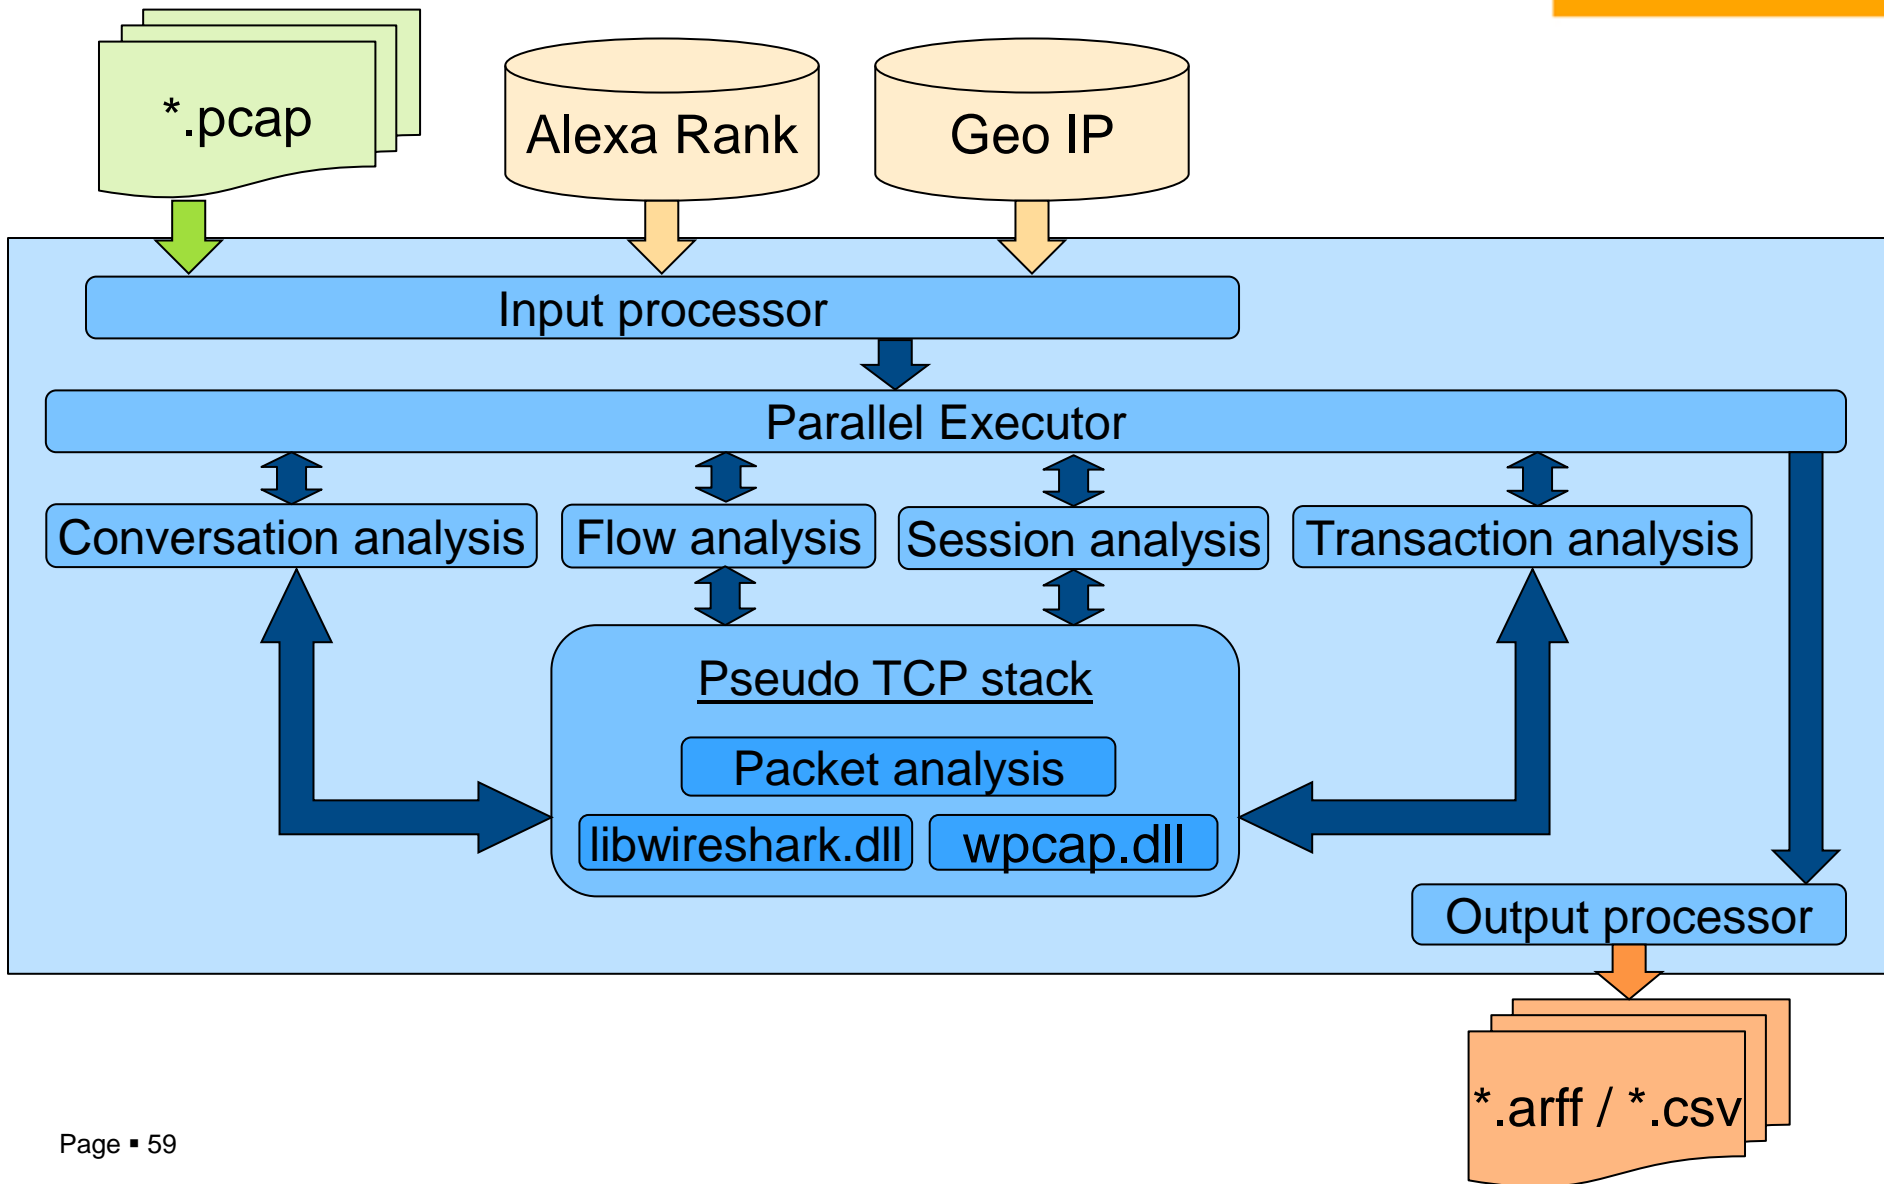 *.pcap
Alexa Rank
Geo IP
Input processor
Parallel Executor
Conversation analysis
Flow analysis
Session analysis
Transaction analysis
Pseudo TCP stack
Packet analysis
libwireshark.dll
wpcap.dll
Output processor
*.arff / *.csv
Page ▪ 59